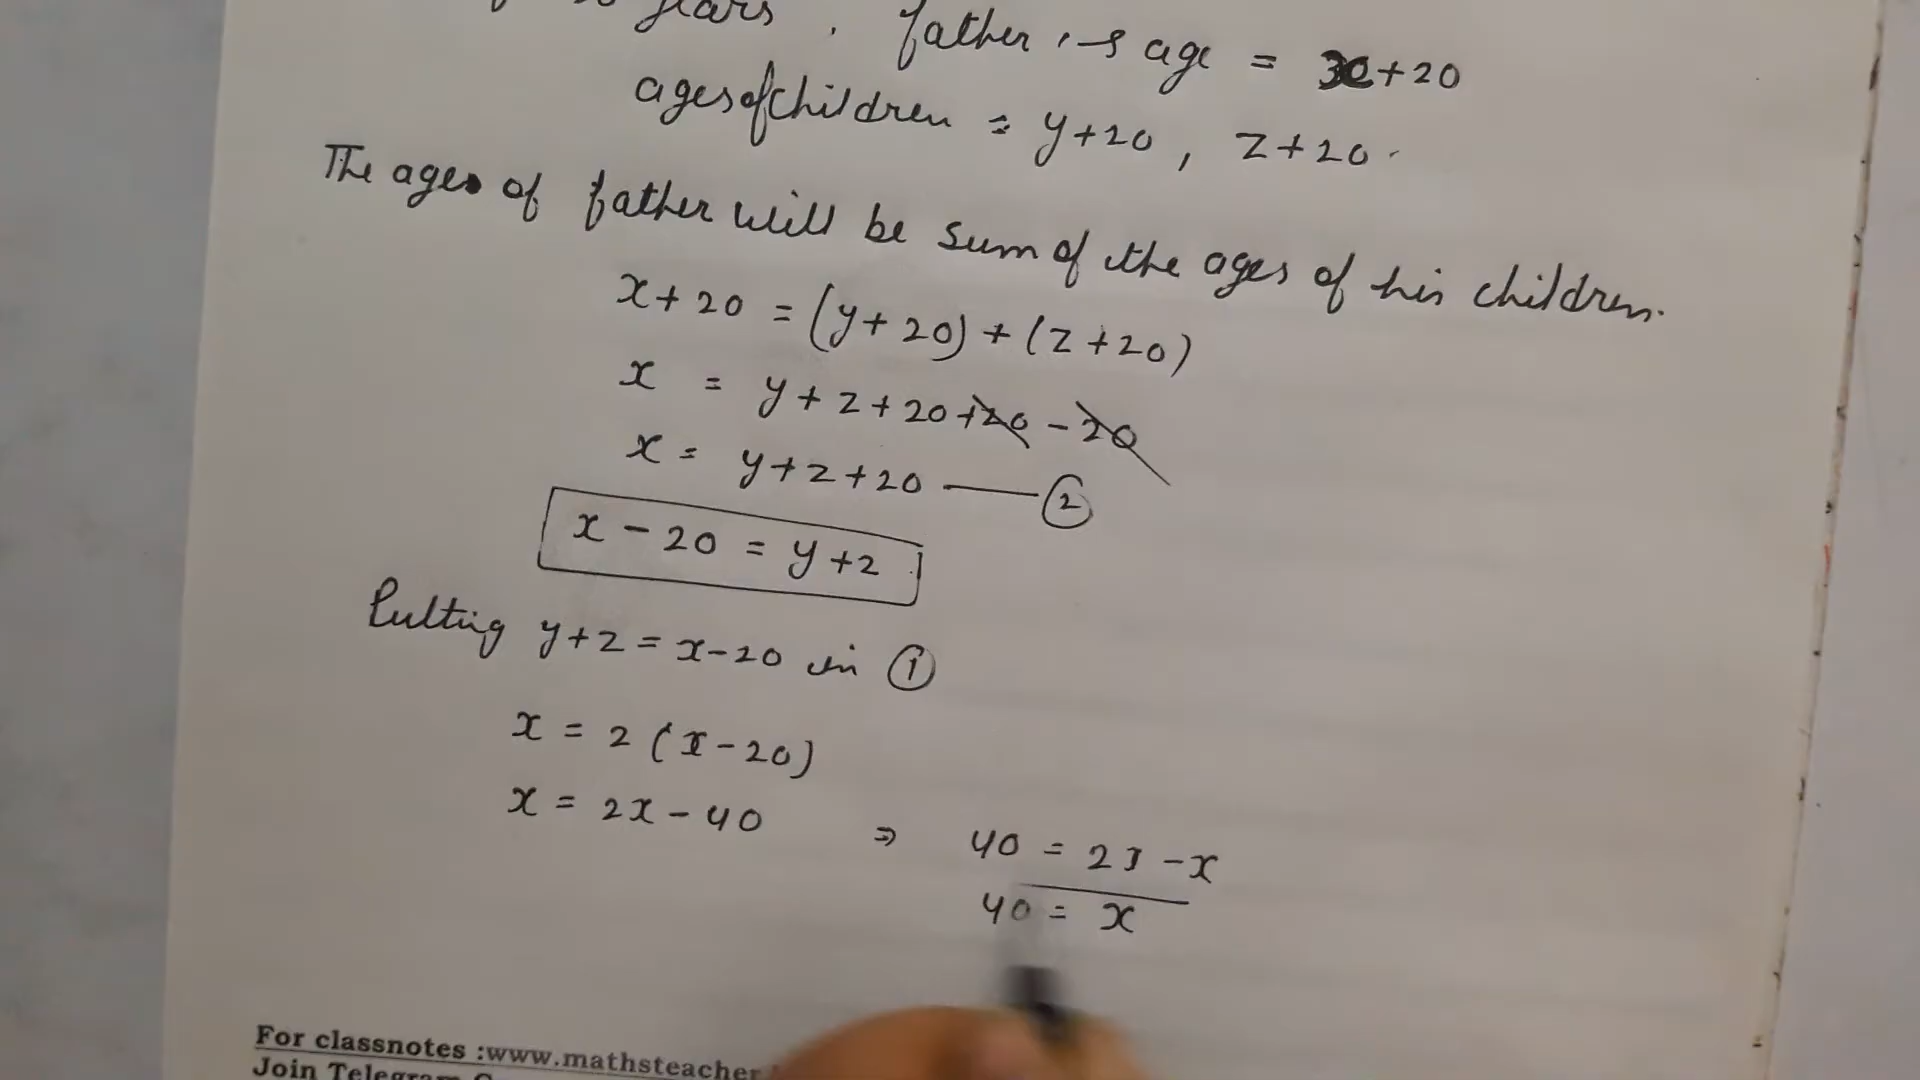 years. father's age = x+20
ages of children = y+20, z+20.
The ages of father will be sum of the ages of his children.
x+20 = (y+20)+(z+20)
x = y+z+20+20-20
x = y+z+20 — ②
x-20 = y+z
Putting y+z = x-20 in ①
x = 2(x-20)
x = 2x-40 ⇒ 40 = 2x-x
40 = x
For classnotes :www.mathsteacher
Join Telegram